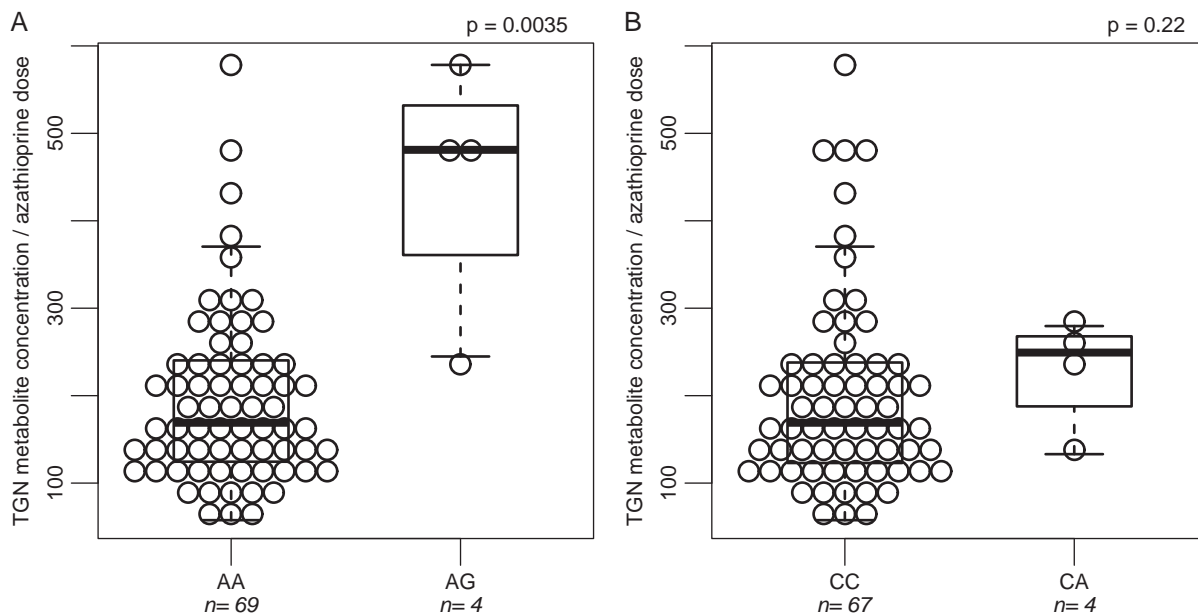 A
p = 0.0035
TGN metabolite concentration / azathioprine dose
500
300
100
AA
n= 69
AG
n= 4
B
p = 0.22
TGN metabolite concentration / azathioprine dose
500
300
100
CC
n= 67
CA
n= 4